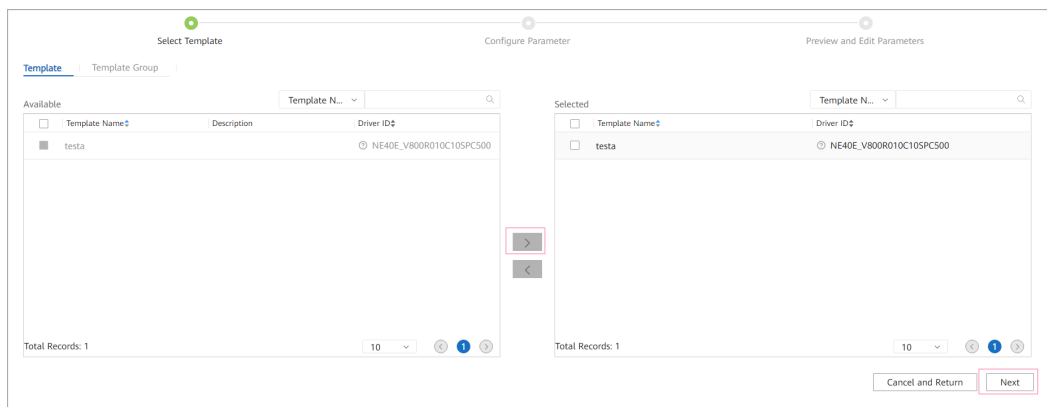 Select Template
Configure Parameter
Preview and Edit Parameters
Template
Template Group
Available
Template N...
Template Name
Description
Driver ID
testa
NE40E_V800R010C10SPC500
Total Records: 1
10
1
>
<
Selected
Template N...
Template Name
Driver ID
testa
NE40E_V800R010C10SPC500
Total Records: 1
10
1
Cancel and Return
Next